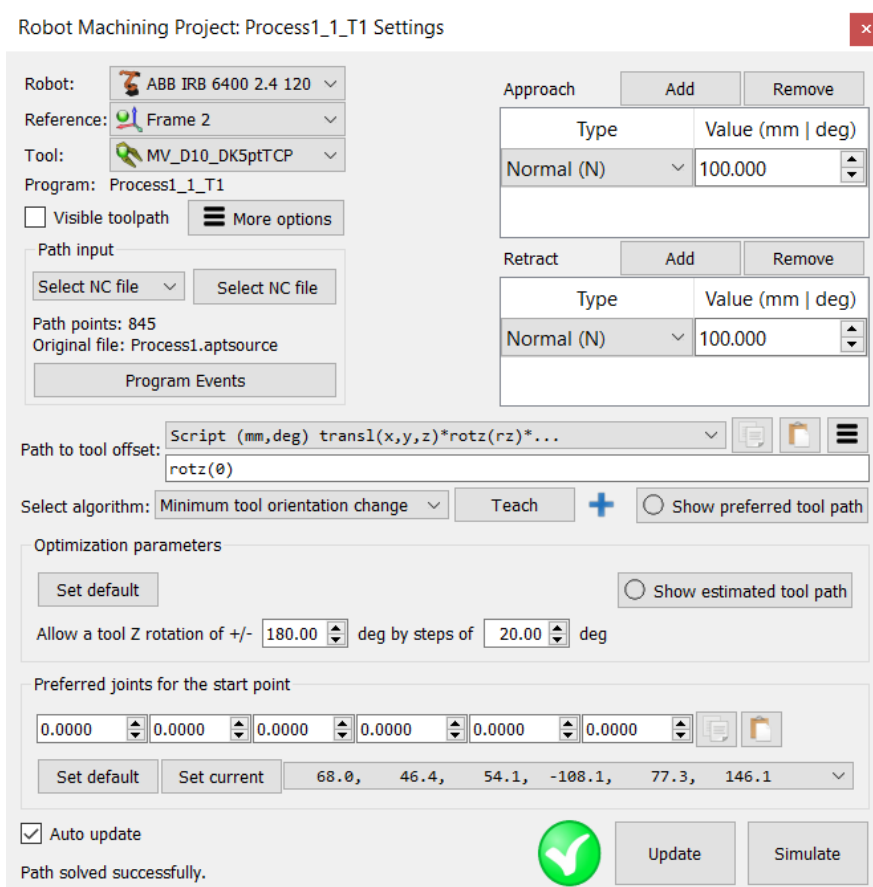 Robot Machining Project: Process1_1_T1 Settings
Robot: ABB IRB 6400 2.4 120
Reference: Frame 2
Tool: MV_D10_DK5ptTCP
Program: Process1_1_T1
Visible toolpath More options
Path input
Select NC file Select NC file
Path points: 845
Original file: Process1.aptsource
Program Events
Approach Add Remove
Type Value (mm | deg)
Normal (N) 100.000
Retract Add Remove
Type Value (mm | deg)
Normal (N) 100.000
Path to tool offset: Script (mm,deg) transl(x,y,z)*rotz(rz)*...
rotz(0)
Select algorithm: Minimum tool orientation change Teach Show preferred tool path
Optimization parameters
Set default Show estimated tool path
Allow a tool Z rotation of +/- 180.00 deg by steps of 20.00 deg
Preferred joints for the start point
0.0000 0.0000 0.0000 0.0000 0.0000 0.0000
Set default Set current 68.0, 46.4, 54.1, -108.1, 77.3, 146.1
Auto update
Path solved successfully.
Update Simulate